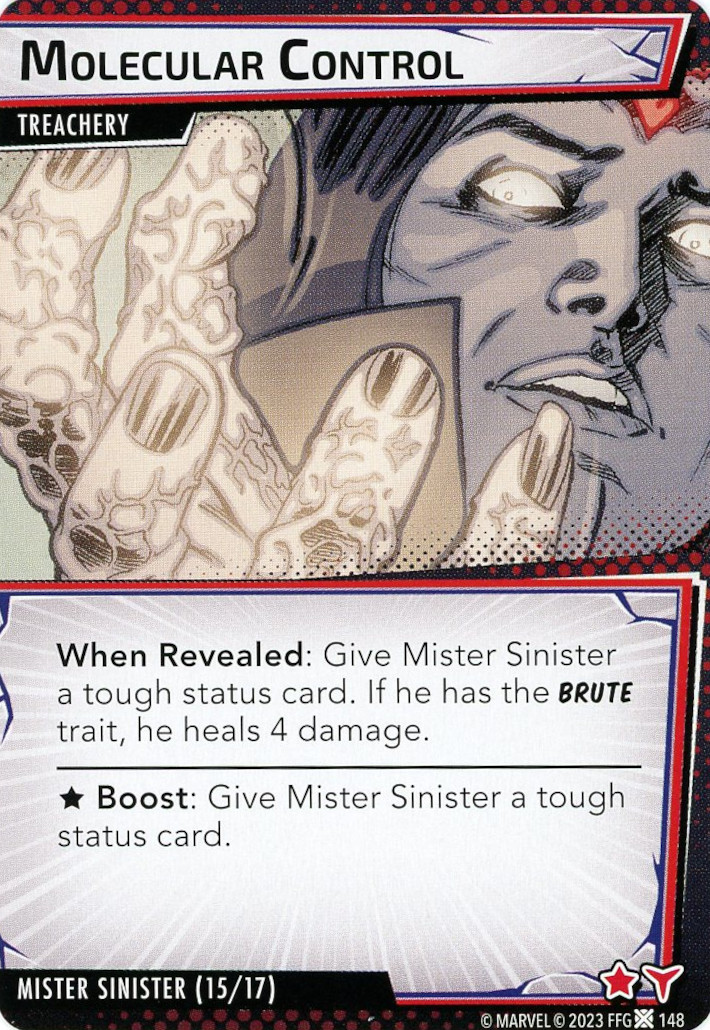 MOLECULAR CONTROL
TREACHERY
When Revealed: Give Mister Sinister
a tough status card. If he has the BRUTE
trait, he heals 4 damage.
★ Boost: Give Mister Sinister a tough
status card.
MISTER SINISTER (15/17)
© MARVEL © 2023 FFG 148